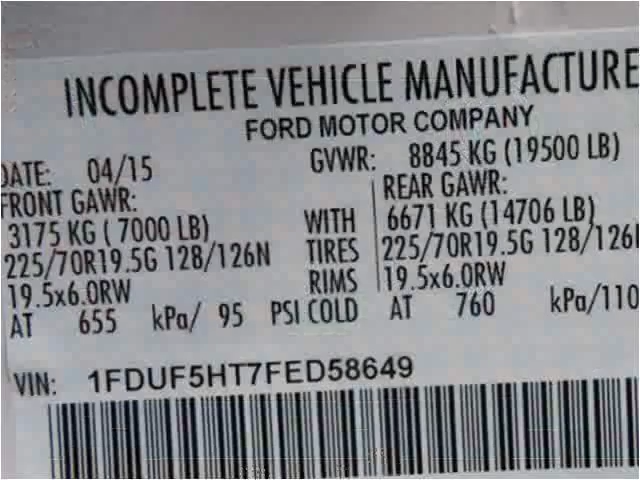 INCOMPLETE VEHICLE MANUFACTURE
FORD MOTOR COMPANY
DATE: 04/15 GVWR: 8845 KG (19500 LB)
FRONT GAWR: REAR GAWR:
3175 KG ( 7000 LB) WITH 6671 KG (14706 LB)
225/70R19.5G 128/126N TIRES 225/70R19.5G 128/126N
19.5x6.0RW RIMS 19.5x6.0RW
AT 655 kPa/ 95 PSI COLD AT 760 kPa/110
VIN: 1FDUF5HT7FED58649